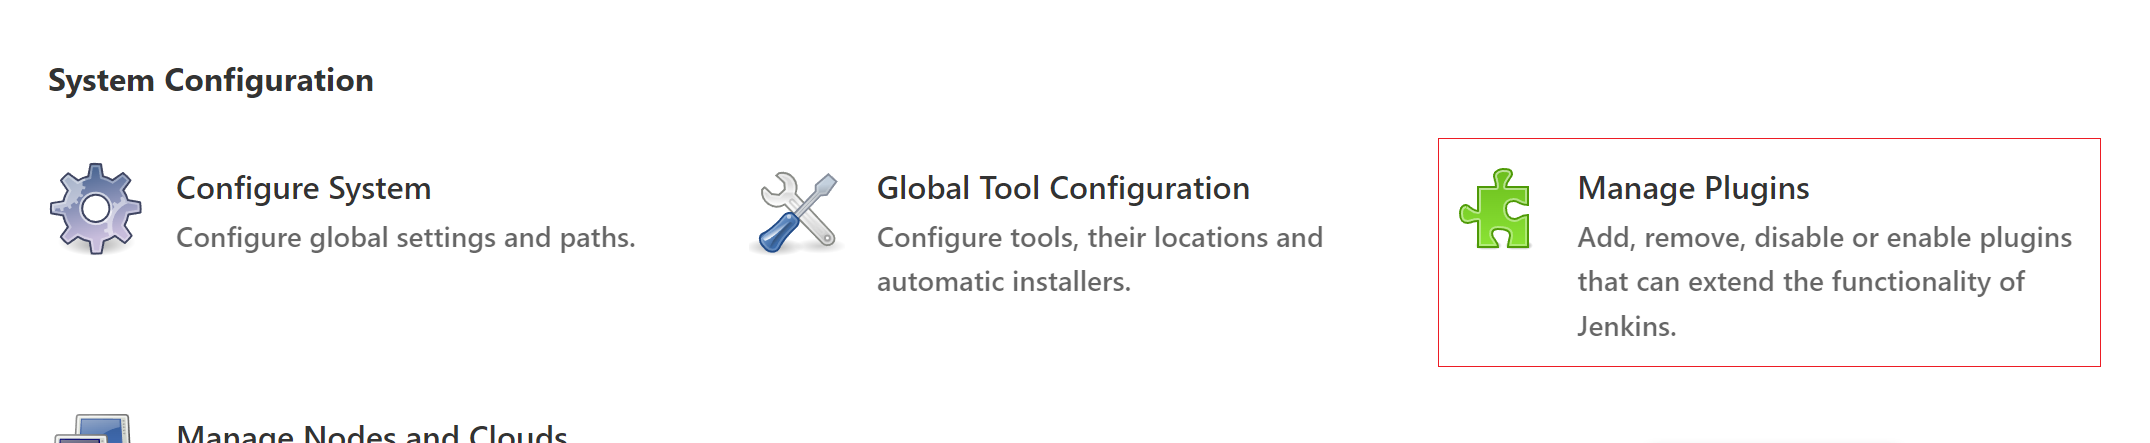 System Configuration
Configure System
Configure global settings and paths.
Global Tool Configuration
Configure tools, their locations and
automatic installers.
Manage Plugins
Add, remove, disable or enable plugins
that can extend the functionality of
Jenkins.
Manage Nodes and Clouds